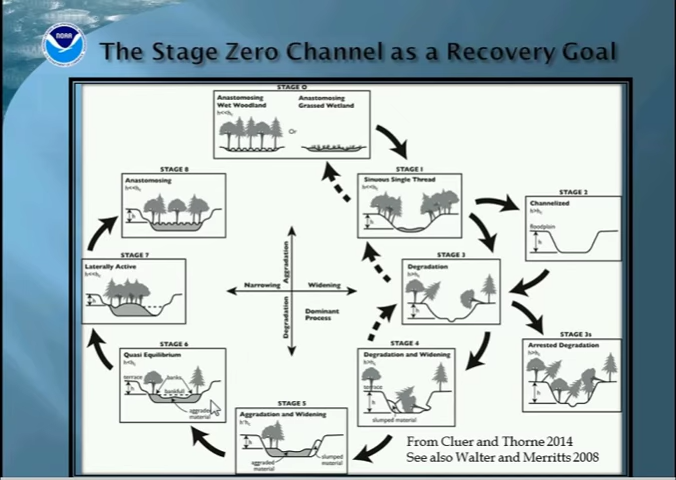 NOAA
The Stage Zero Channel as a Recovery Goal
STAGE 0
Anastomosing
Wet Woodland
Or
Anastomosing
Grassed Wetland
STAGE 8
Anastomosing
h
STAGE 1
Sinuous Single Thread
h
STAGE 2
Channelized
floodplain
h
STAGE 7
Laterally Active
h
STAGE 3
Degradation
h
Aggradation
Narrowing
Widening
Degradation
Dominant
Process
STAGE 6
Quasi Equilibrium
terrace
banks
bankfull
h
aggraded
material
STAGE 4
Degradation and Widening
terrace
h
slumped
material
STAGE 3s
Arrested Degradation
h
STAGE 5
Aggradation and Widening
h
aggraded
material
slumped
material
From Cluer and Thorne 2014
See also Walter and Merritts 2008